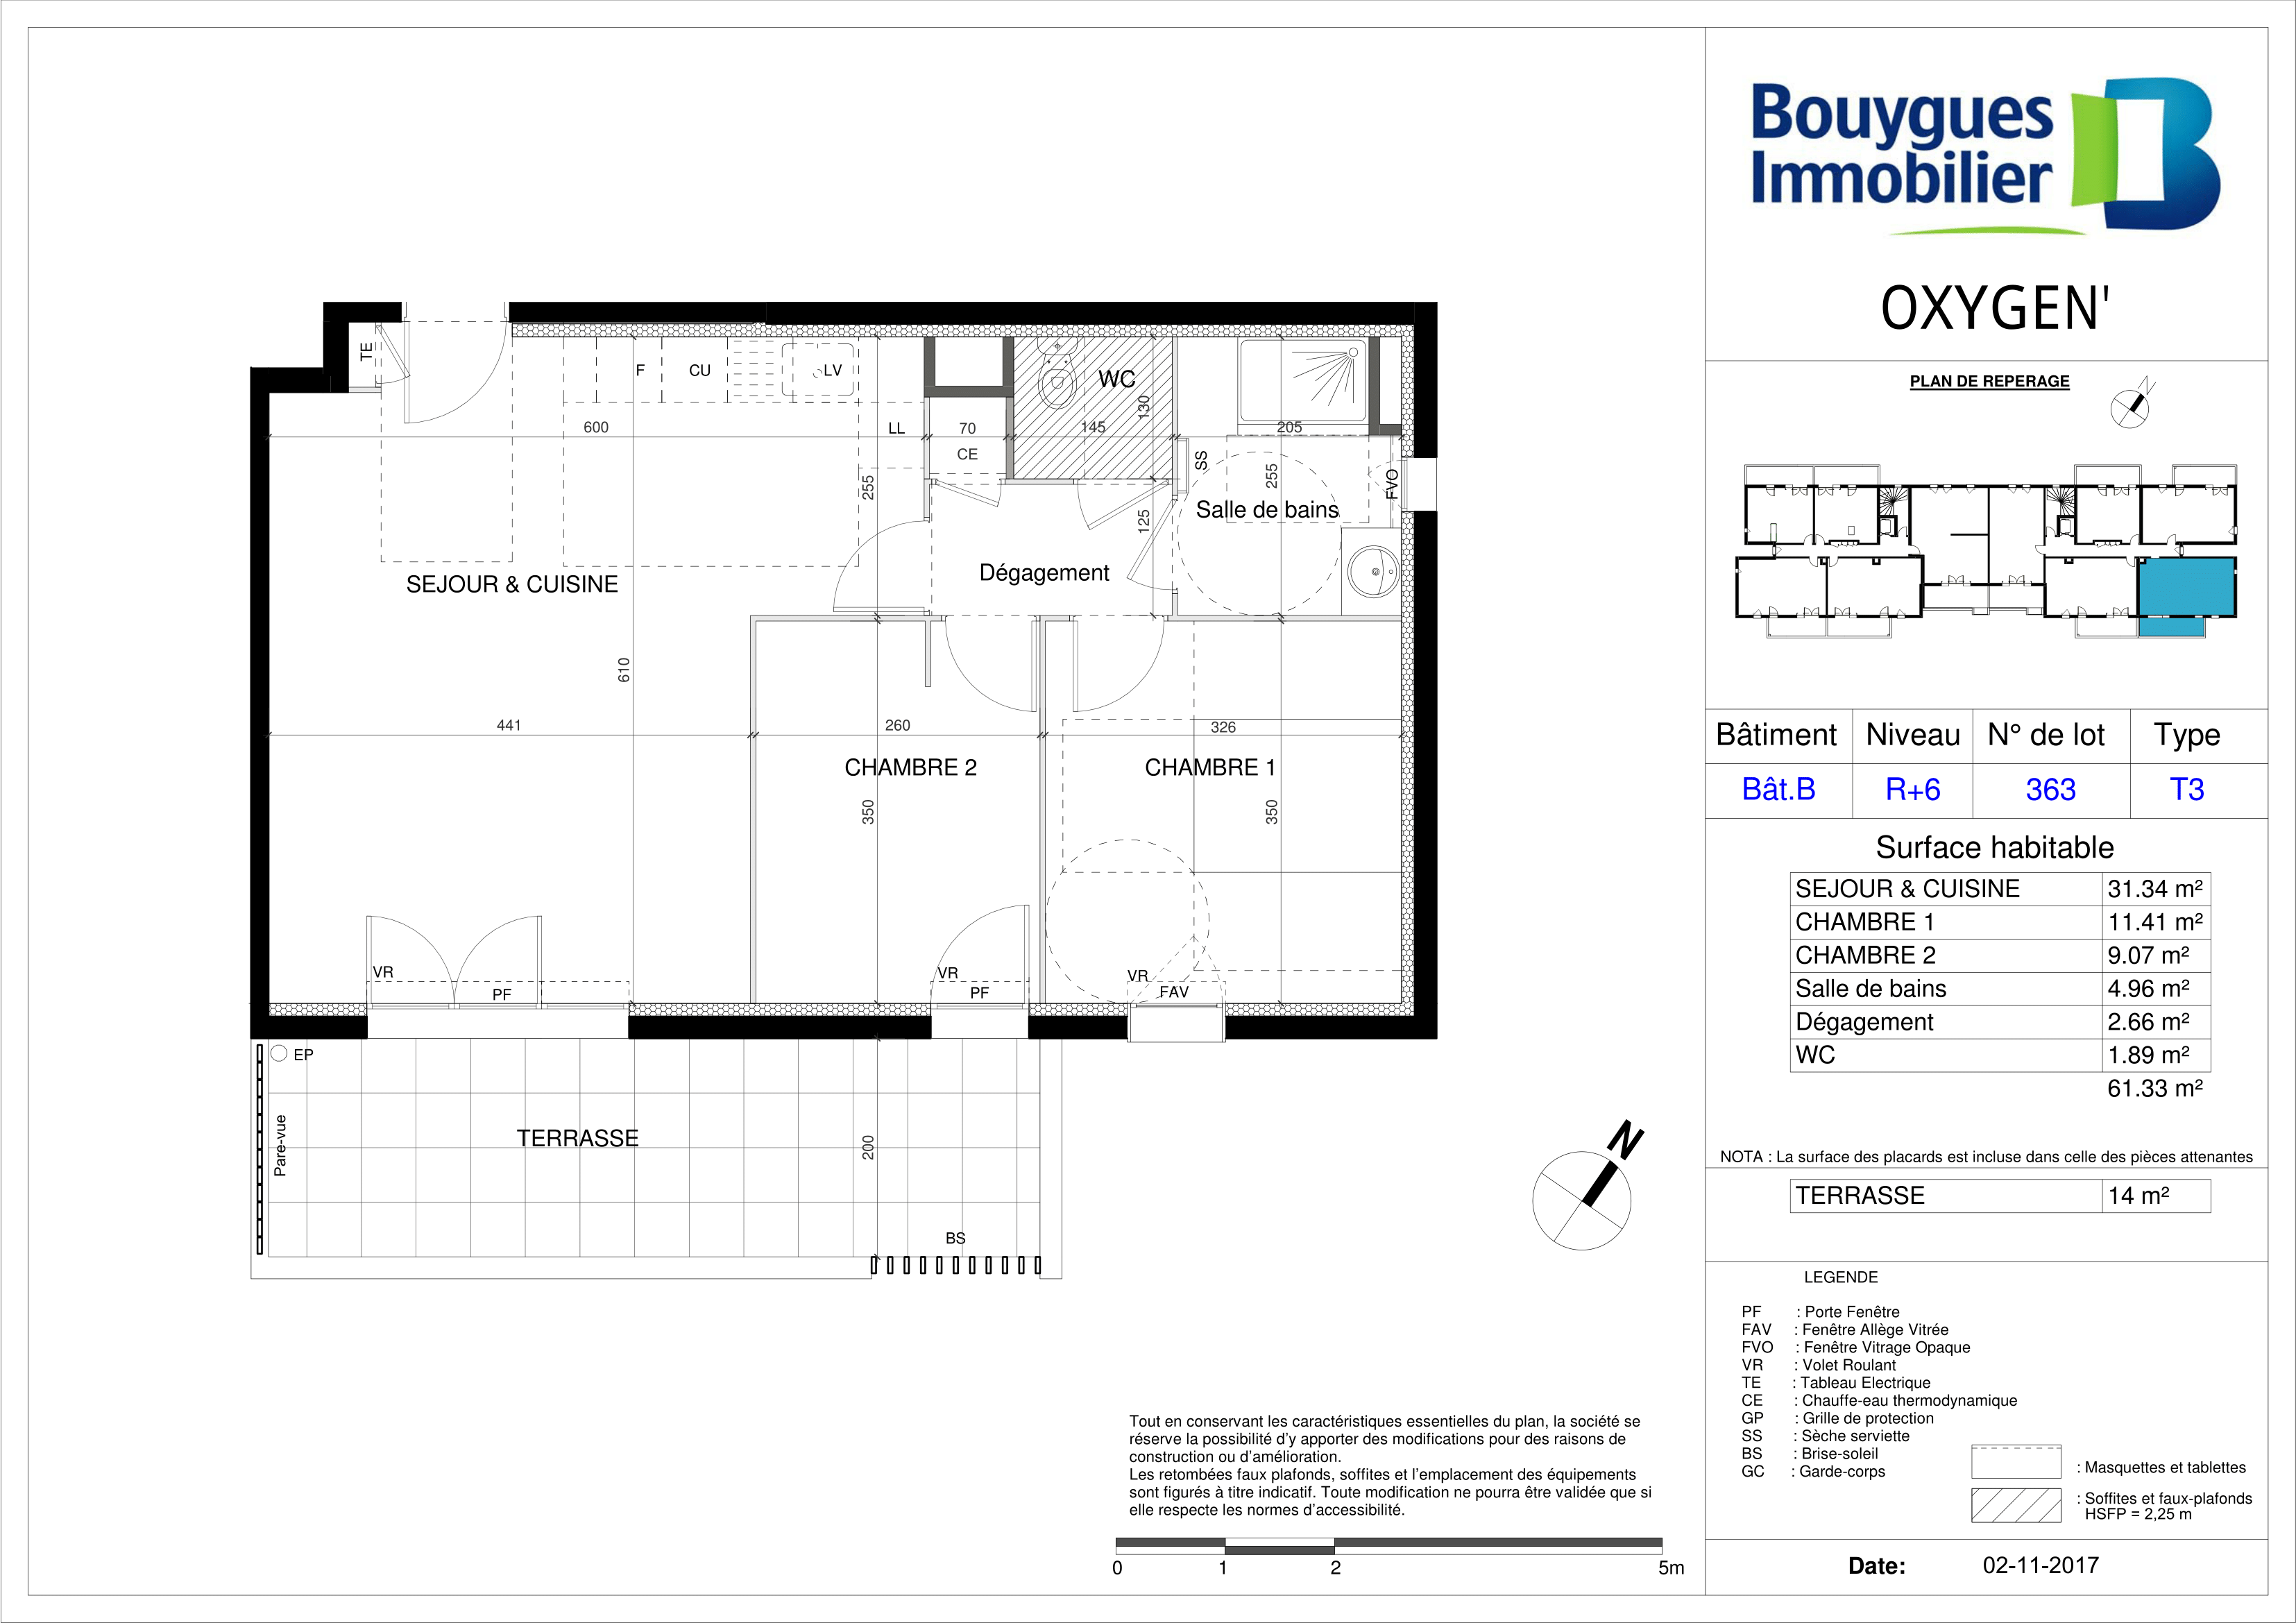 TE
F
CU
LV
WC
130
600
LL
70
145
205
CE
255
SS
255
FVO
125
Salle de bains
Dégagement
SEJOUR & CUISINE
610
441
260
326
CHAMBRE 2
CHAMBRE 1
350
350
VR
PF
VR
PF
VR
FAV
EP
Pare-vue
TERRASSE
200
BS
N
Tout en conservant les caractéristiques essentielles du plan, la société se
réserve la possibilité d'y apporter des modifications pour des raisons de
construction ou d'amélioration.
Les retombées faux plafonds, soffites et l'emplacement des équipements
sont figurés à titre indicatif. Toute modification ne pourra être validée que si
elle respecte les normes d'accessibilité.
0 1 2 5m
Bouygues
Immobilier
OXYGEN'
PLAN DE REPERAGE
N
Bâtiment Niveau N° de lot Type
Bât.B R+6 363 T3
Surface habitable
SEJOUR & CUISINE 31.34 m²
CHAMBRE 1 11.41 m²
CHAMBRE 2 9.07 m²
Salle de bains 4.96 m²
Dégagement 2.66 m²
WC 1.89 m²
61.33 m²
NOTA : La surface des placards est incluse dans celle des pièces attenantes
TERRASSE 14 m²
LEGENDE
PF : Porte Fenêtre
FAV : Fenêtre Allège Vitrée
FVO : Fenêtre Vitrage Opaque
VR : Volet Roulant
TE : Tableau Electrique
CE : Chauffe-eau thermodynamique
GP : Grille de protection
SS : Sèche serviette
BS : Brise-soleil
GC : Garde-corps
: Masquettes et tablettes
: Soffites et faux-plafonds
HSFP = 2,25 m
Date: 02-11-2017